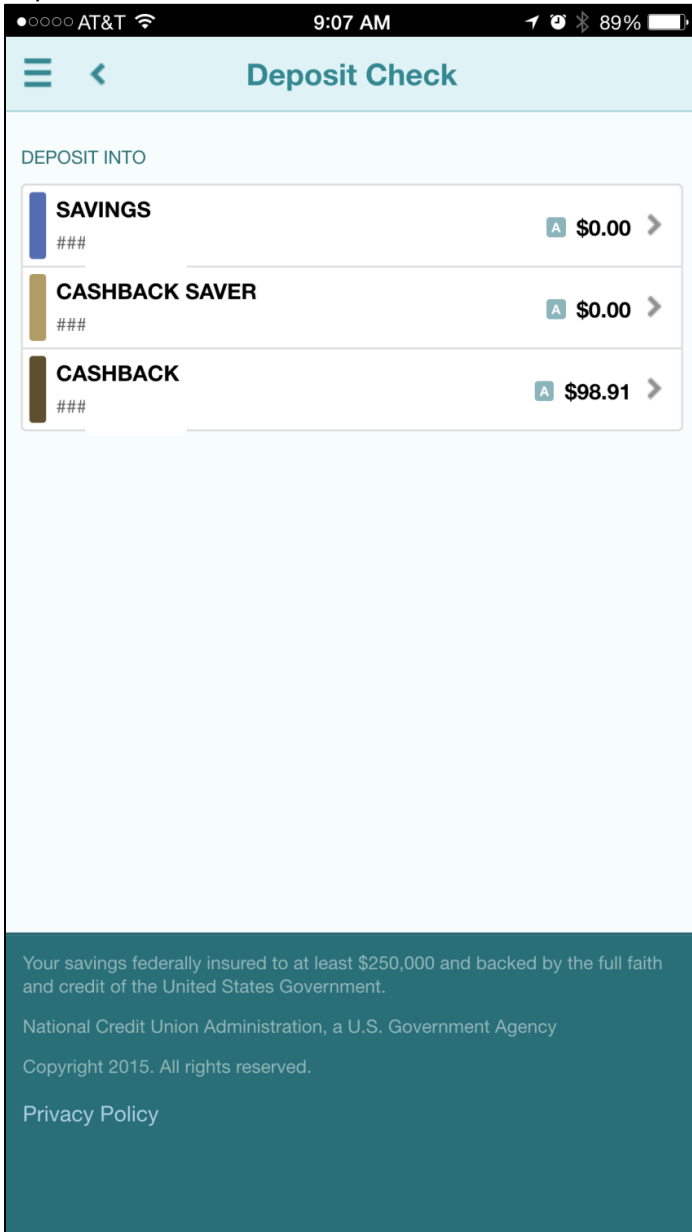 AT&T 9:07 AM 89%
Deposit Check
DEPOSIT INTO
SAVINGS
###
A $0.00
CASHBACK SAVER
###
A $0.00
CASHBACK
###
A $98.91
Your savings federally insured to at least $250,000 and backed by the full faith
and credit of the United States Government.
National Credit Union Administration, a U.S. Government Agency
Copyright 2015. All rights reserved.
Privacy Policy